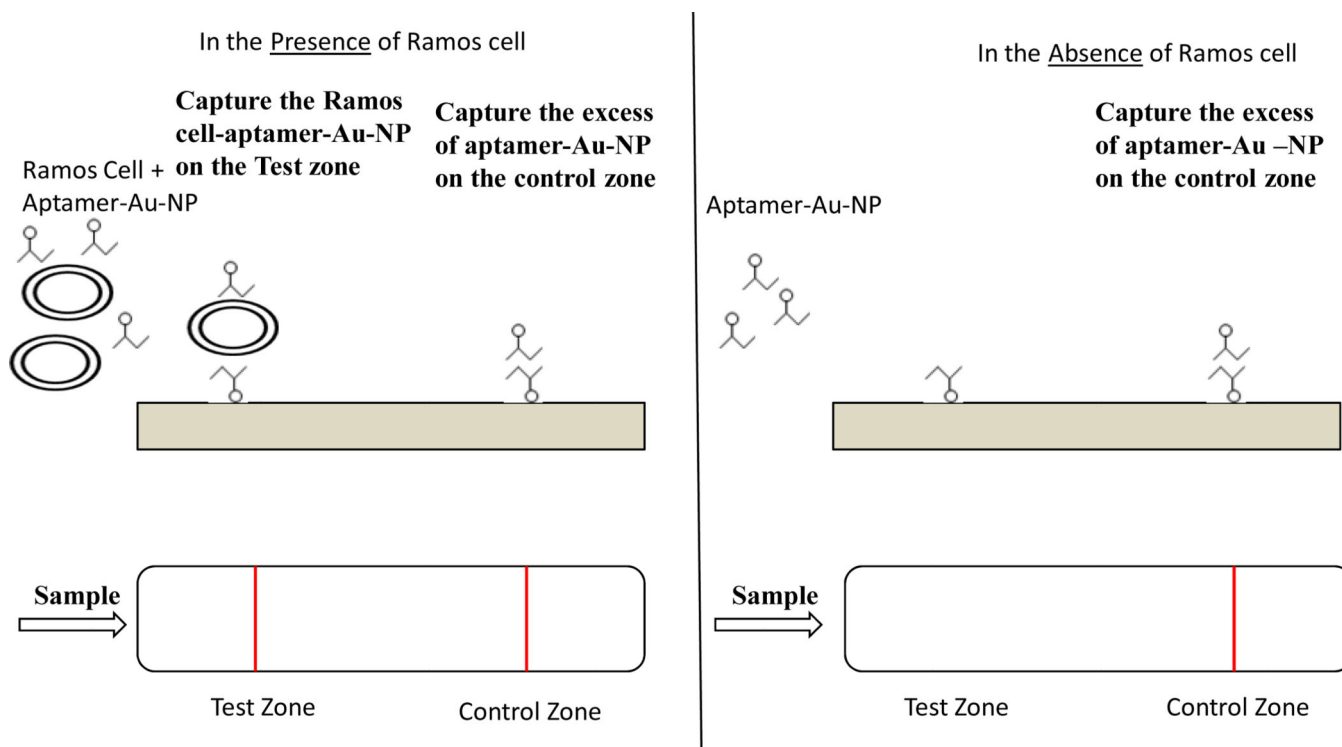 In the Presence of Ramos cell
Capture the Ramos
cell-aptamer-Au-NP
on the Test zone
Capture the excess
of aptamer-Au-NP
on the control zone
Ramos Cell +
Aptamer-Au-NP
Sample
Test Zone
Control Zone
In the Absence of Ramos cell
Capture the excess
of aptamer-Au –NP
on the control zone
Aptamer-Au-NP
Sample
Test Zone
Control Zone